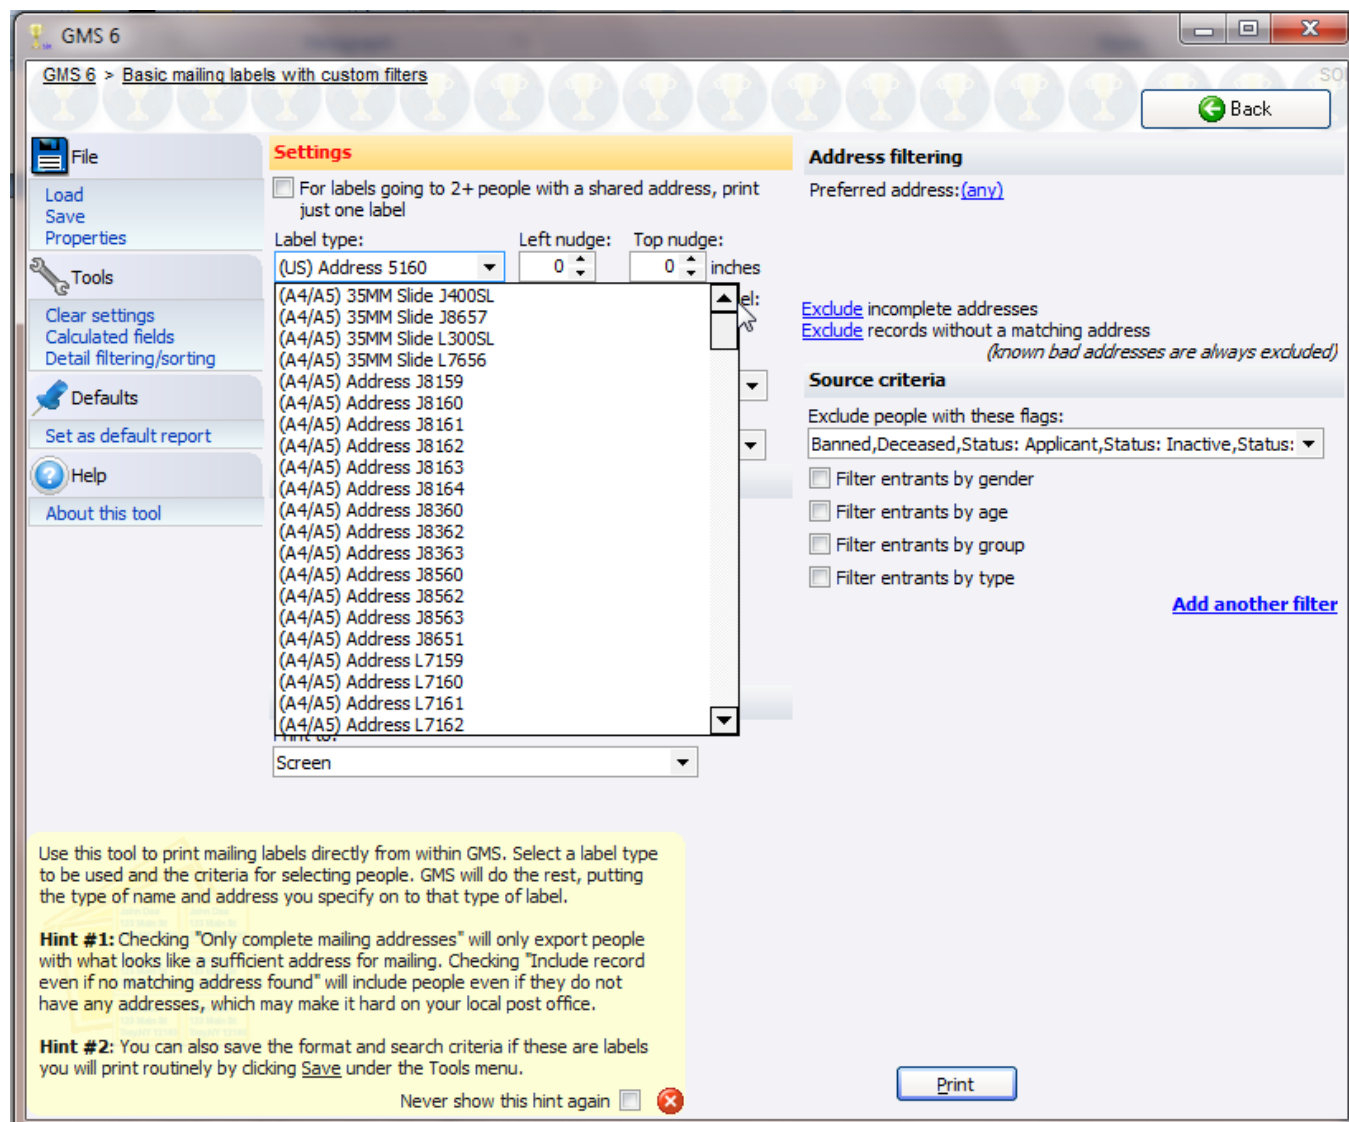 GMS 6
GMS 6 > Basic mailing labels with custom filters
Back
File
Load
Save
Properties
Tools
Clear settings
Calculated fields
Detail filtering/sorting
Defaults
Set as default report
Help
About this tool
Settings
For labels going to 2+ people with a shared address, print
just one label
Label type: Left nudge: Top nudge:
(US) Address 5160 0 0 inches
(A4/A5) 35MM Slide J400SL
(A4/A5) 35MM Slide J8657
(A4/A5) 35MM Slide L300SL
(A4/A5) 35MM Slide L7656
(A4/A5) Address J8159
(A4/A5) Address J8160
(A4/A5) Address J8161
(A4/A5) Address J8162
(A4/A5) Address J8163
(A4/A5) Address J8164
(A4/A5) Address J8360
(A4/A5) Address J8362
(A4/A5) Address J8363
(A4/A5) Address J8560
(A4/A5) Address J8562
(A4/A5) Address J8563
(A4/A5) Address J8651
(A4/A5) Address L7159
(A4/A5) Address L7160
(A4/A5) Address L7161
(A4/A5) Address L7162
Screen
Address filtering
Preferred address:(any)
Exclude incomplete addresses
Exclude records without a matching address
(known bad addresses are always excluded)
Source criteria
Exclude people with these flags:
Banned,Deceased,Status: Applicant,Status: Inactive,Status:
Filter entrants by gender
Filter entrants by age
Filter entrants by group
Filter entrants by type
Add another filter
Use this tool to print mailing labels directly from within GMS. Select a label type
to be used and the criteria for selecting people. GMS will do the rest, putting
the type of name and address you specify on to that type of label.
Hint #1: Checking "Only complete mailing addresses" will only export people
with what looks like a sufficient address for mailing. Checking "Include record
even if no matching address found" will include people even if they do not
have any addresses, which may make it hard on your local post office.
Hint #2: You can also save the format and search criteria if these are labels
you will print routinely by clicking Save under the Tools menu.
Never show this hint again
Print